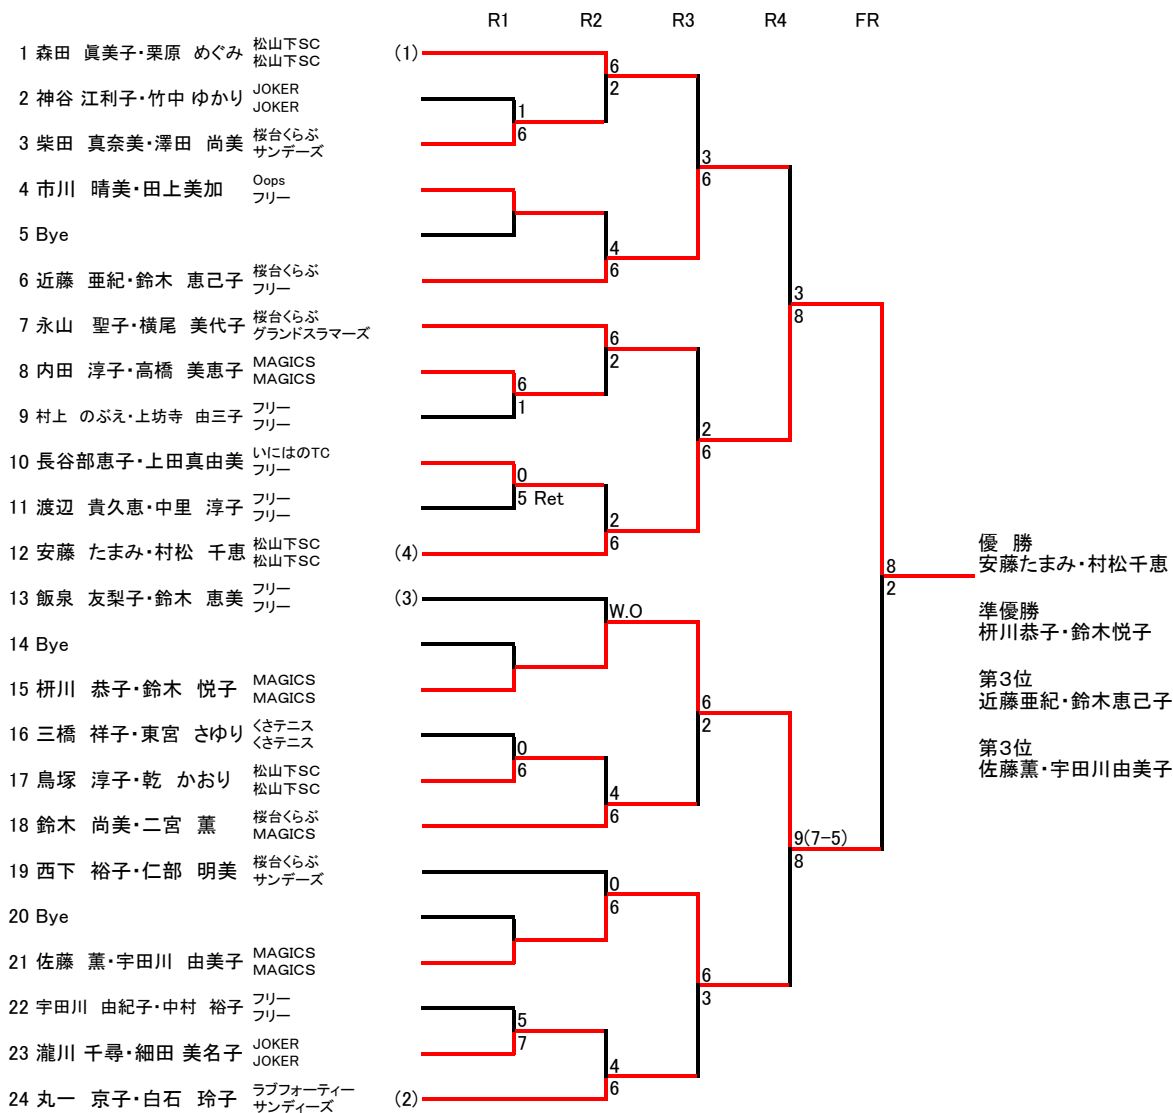 R1 R2 R3 R4 FR
1 森田 眞美子・栗原 めぐみ 松山下SC (1)
松山下SC
6
2
2 神谷 江利子・竹中 ゆかり JOKER
JOKER
1
6
3 柴田 真奈美・澤田 尚美 桜台くらぶ
サンデーズ
3
6
4 市川 晴美・田上美加 Oops
フリー
5 Bye
4
6
6 近藤 亜紀・鈴木 恵己子 桜台くらぶ
フリー
3
8
7 永山 聖子・横尾 美代子 桜台くらぶ
グランドスラマーズ
6
2
8 内田 淳子・高橋 美恵子 MAGICS
MAGICS
6
1
9 村上 のぶえ・上坊寺 由三子 フリー
フリー
2
6
10 長谷部恵子・上田真由美 いにはのTC
フリー
0
5 Ret
11 渡辺 貴久恵・中里 淳子 フリー
フリー
2
6
12 安藤 たまみ・村松 千恵 松山下SC (4)
松山下SC
8
2
優 勝
安藤たまみ・村松千恵
13 飯泉 友梨子・鈴木 恵美 フリー (3)
フリー
W.O
準優勝
枡川恭子・鈴木悦子
14 Bye
15 枡川 恭子・鈴木 悦子 MAGICS
MAGICS
6
2
第3位
近藤亜紀・鈴木恵己子
16 三橋 祥子・東宮 さゆり くさテニス
くさテニス
0
6
第3位
佐藤薫・宇田川由美子
17 鳥塚 淳子・乾 かおり 松山下SC
松山下SC
4
6
18 鈴木 尚美・二宮 薫 桜台くらぶ
MAGICS
9(7-5)
8
19 西下 裕子・仁部 明美 桜台くらぶ
サンデーズ
0
6
20 Bye
21 佐藤 薫・宇田川 由美子 MAGICS
MAGICS
6
3
22 宇田川 由紀子・中村 裕子 フリー
フリー
5
7
23 瀧川 千尋・細田 美名子 JOKER
JOKER
4
6
24 丸一 京子・白石 玲子 ラブフォーティー (2)
サンディーズ